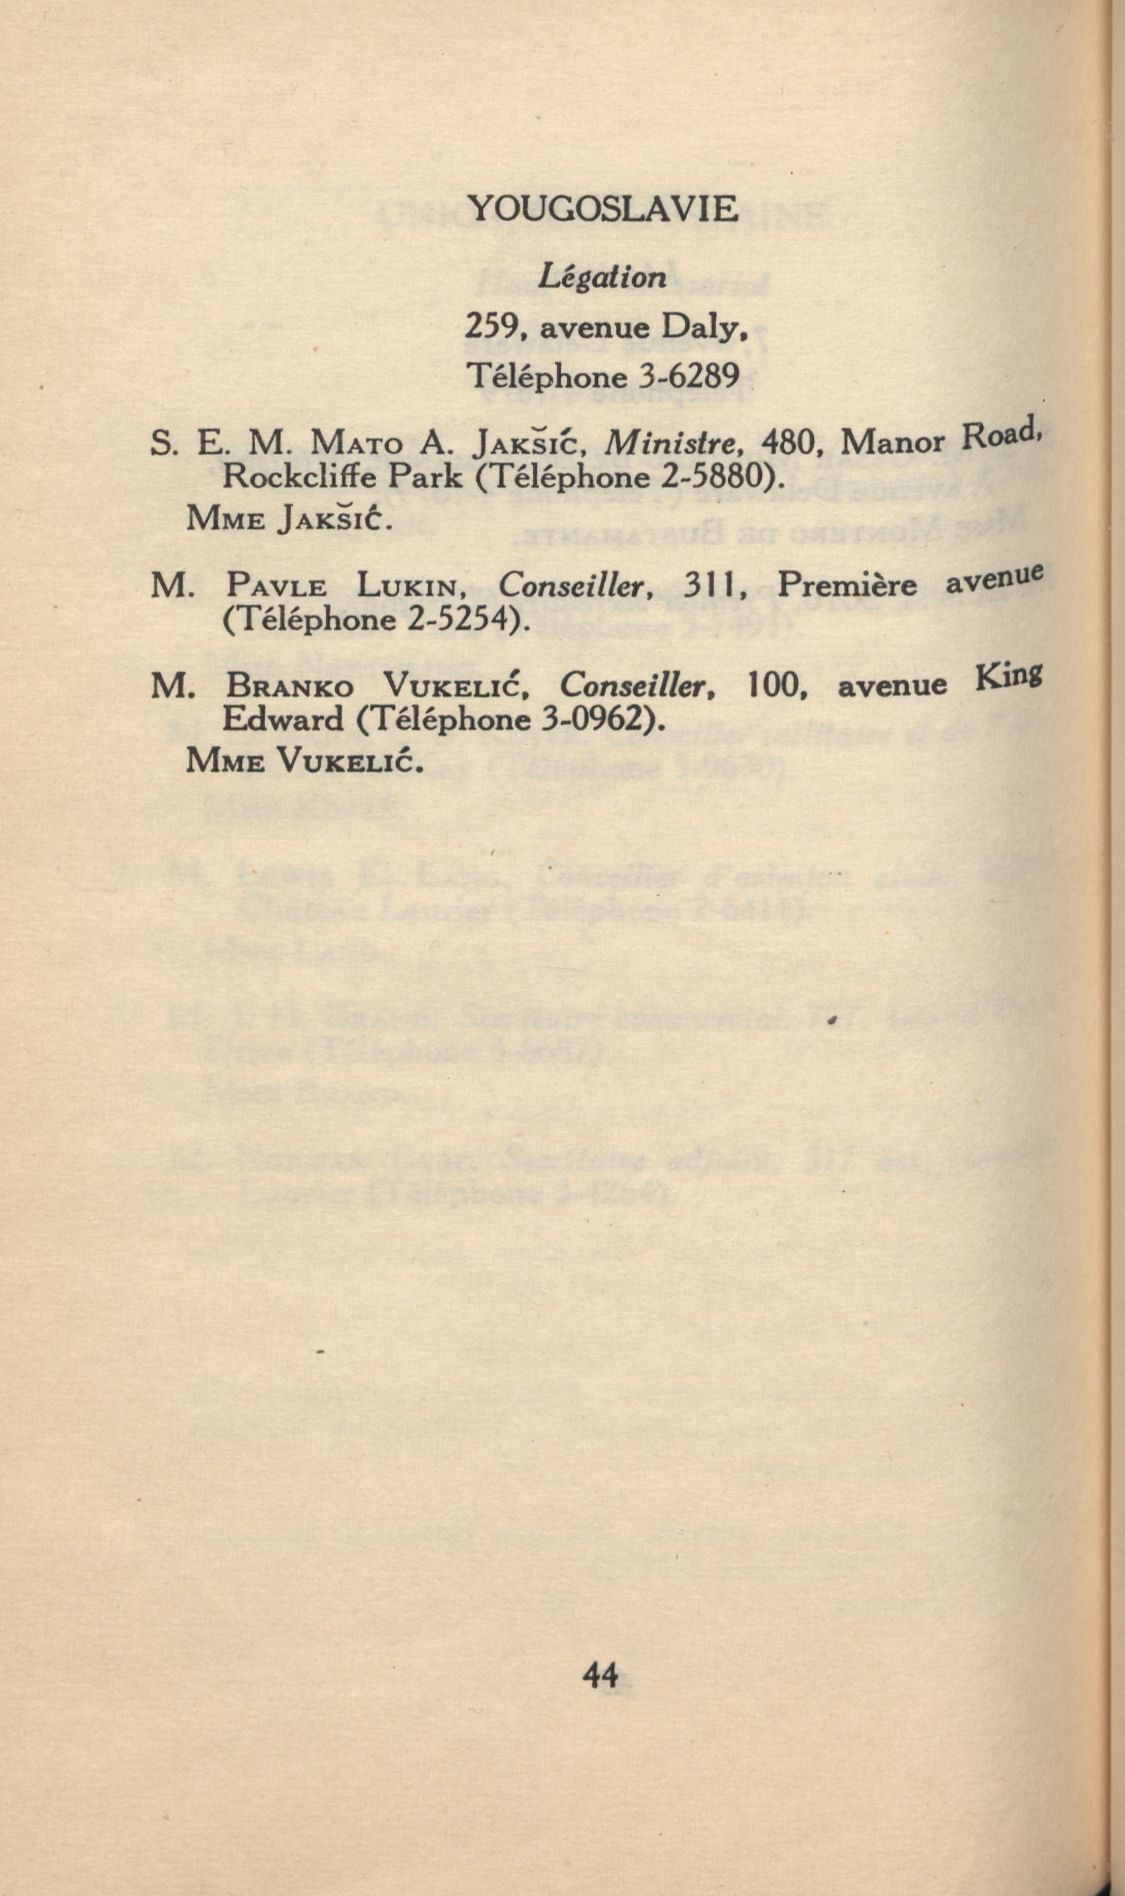 YOUGOSLAVIE
Légation
259, avenue Daly,
Téléphone 3-6289
S. E. M. MATO A. JAKŠIĆ, Ministre, 480, Manor Road,
Rockcliffe Park (Téléphone 2-5880).
MME JAKŠIĆ.
M. PAVLE LUKIN, Conseiller, 311, Première avenue
(Téléphone 2-5254).
M. BRANKO VUKELIĆ, Conseiller, 100, avenue King
Edward (Téléphone 3-0962).
MME VUKELIĆ.
44